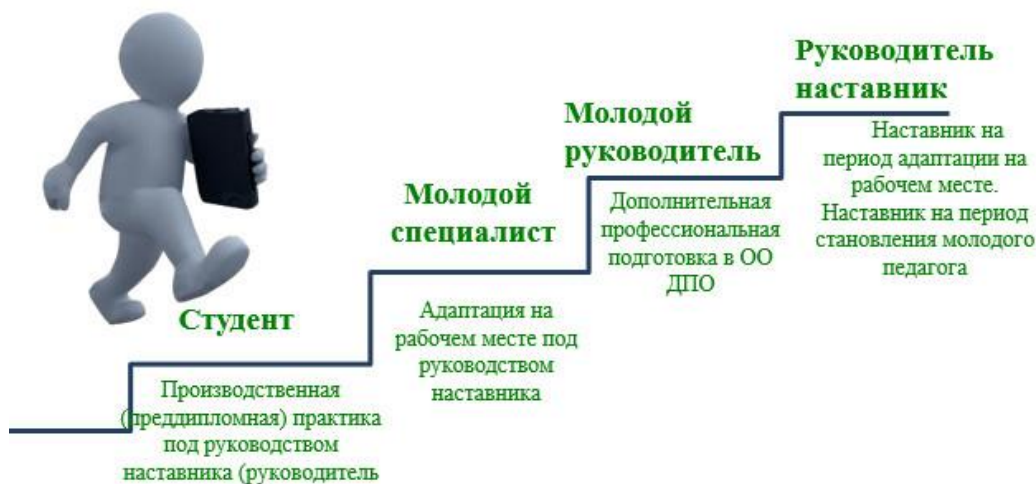 Студент
Производственная
(преддипломная) практика
под руководством
наставника (руководитель
Молодой
специалист
Адаптация на
рабочем месте под
руководством
наставника
Молодой
руководитель
Дополнительная
профессиональная
подготовка в ОО
ДПО
Руководитель
наставник
Наставник на
период адаптации на
рабочем месте.
Наставник на период
становления молодого
педагога